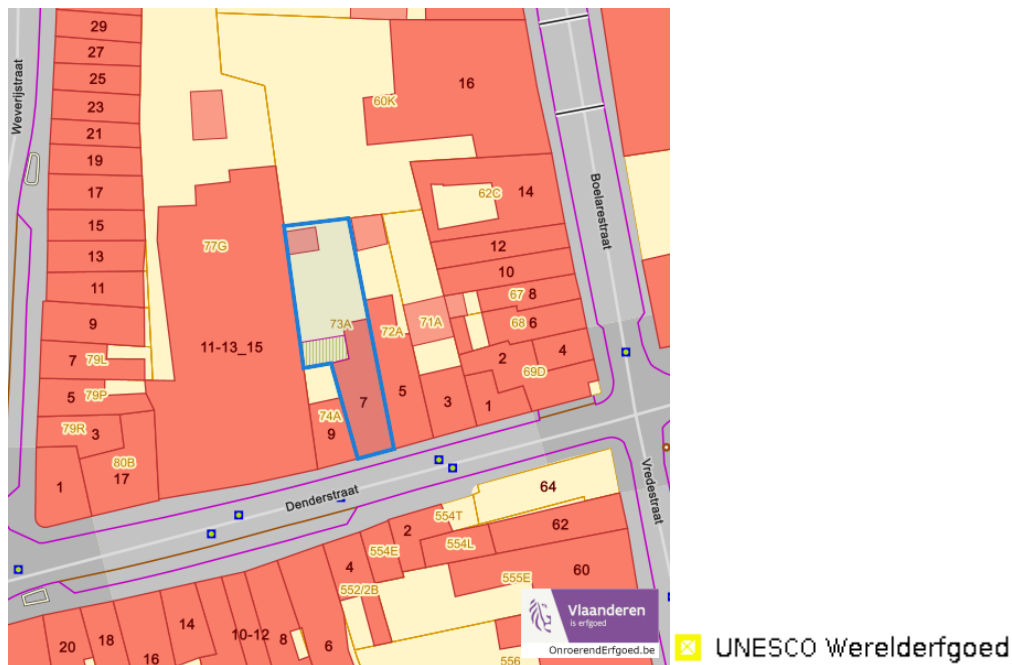 29
27
25
23
21
19
17
15
13
11
9
7 79L
5 79P
79R 3
80B
1 17
Weverijstraat
60K
16
62C 14
12
10
67 8
68 6
2 4
69D
Boelarestraat
77G
11-13_15
73A
72A 71A
7 5 3 1
74A
9
Denderstraat
Vredestraat
64
554T
62
2
554L
554E
4
552/2B
555E 60
20 18 14 10-12 8 6
16
556
Vlaanderen
is erfgoed
OnroerendErfgoed.be
UNESCO Werelderfgoed